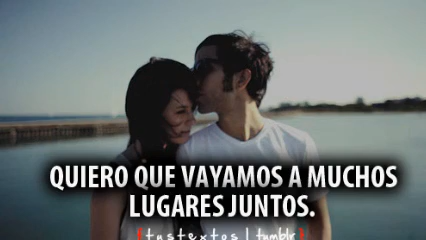 QUIERO QUE VAYAMOS A MUCHOS
LUGARES JUNTOS.
| tustextos | tumblr |